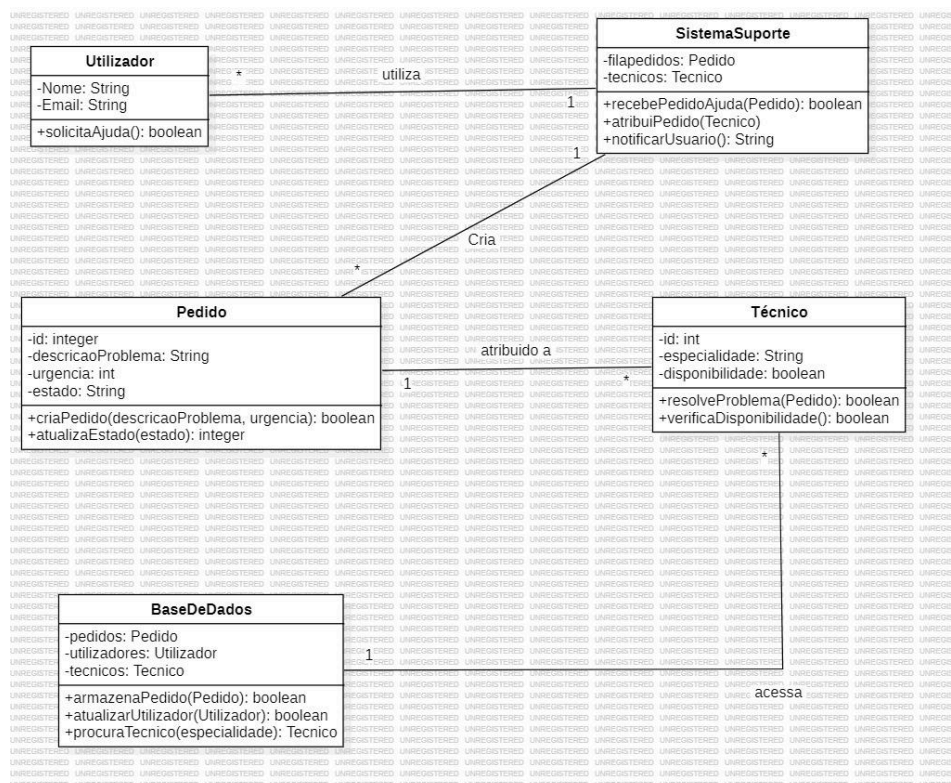 Utilizador
-Nome: String
-Email: String
+solicitaAjuda(): boolean
*
utiliza
1
SistemaSuporte
-filapedidos: Pedido
-tecnicos: Tecnico
+recebePedidoAjuda(Pedido): boolean
+atribuiPedido(Tecnico)
+notificarUsuario(): String
1
Cria
*
Pedido
-id: integer
-descricaoProblema: String
-urgencia: int
-estado: String
+criaPedido(descricaoProblema, urgencia): boolean
+atualizaEstado(estado): integer
1
atribuido a
*
Técnico
-id: int
-especialidade: String
-disponibilidade: boolean
+resolveProblema(Pedido): boolean
+verificaDisponibilidade(): boolean
*
acessa
1
BaseDeDados
-pedidos: Pedido
-utilizadores: Utilizador
-tecnicos: Tecnico
+armazenaPedido(Pedido): boolean
+atualizarUtilizador(Utilizador): boolean
+procuraTecnico(especialidade): Tecnico
UNREGISTERED